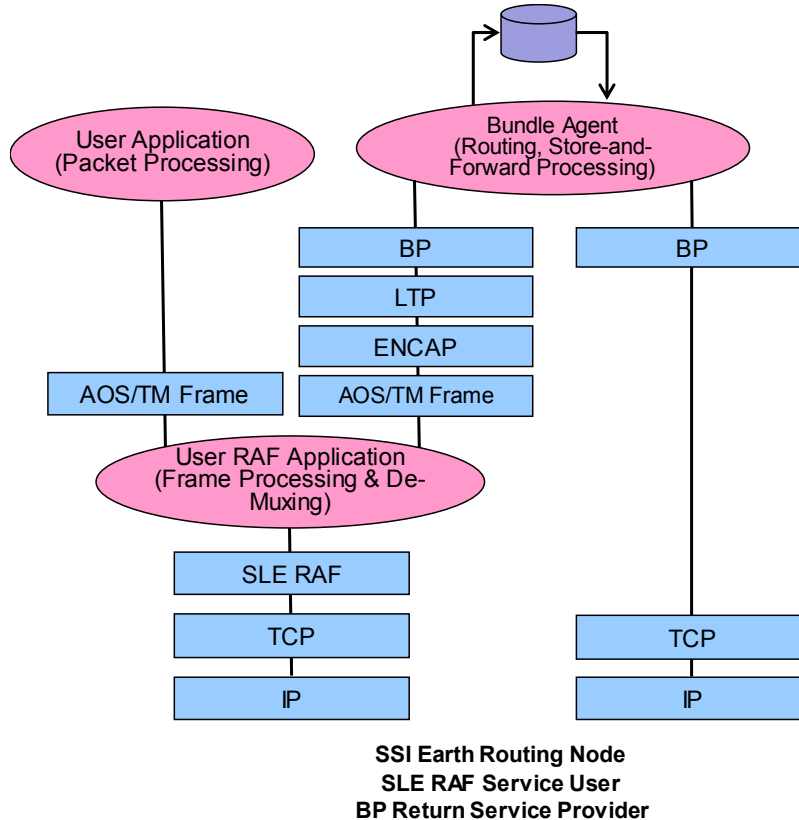 User Application
(Packet Processing)
Bundle Agent
(Routing, Store-and-
Forward Processing)
BP
BP
LTP
ENCAP
AOS/TM Frame
AOS/TM Frame
User RAF Application
(Frame Processing & De-
Muxing)
SLE RAF
TCP
TCP
IP
IP
SSI Earth Routing Node
SLE RAF Service User
BP Return Service Provider